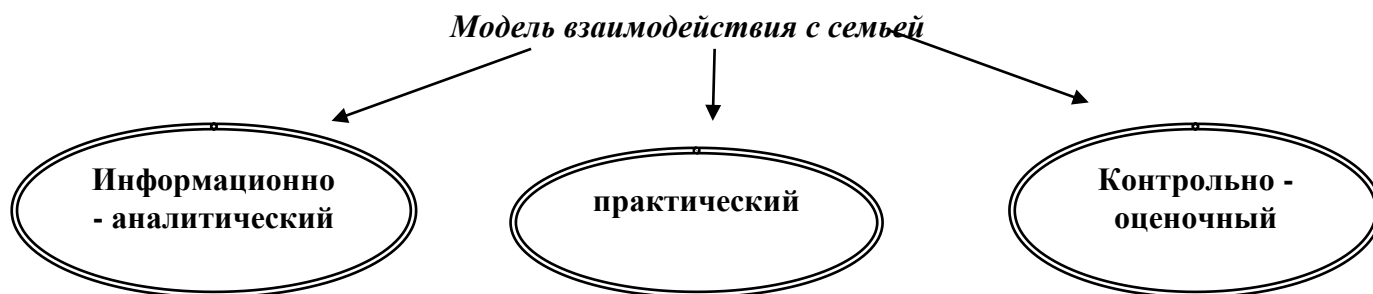 Модель взаимодействия с семьей
Информационно
- аналитический
практический
Контрольно -
оценочный